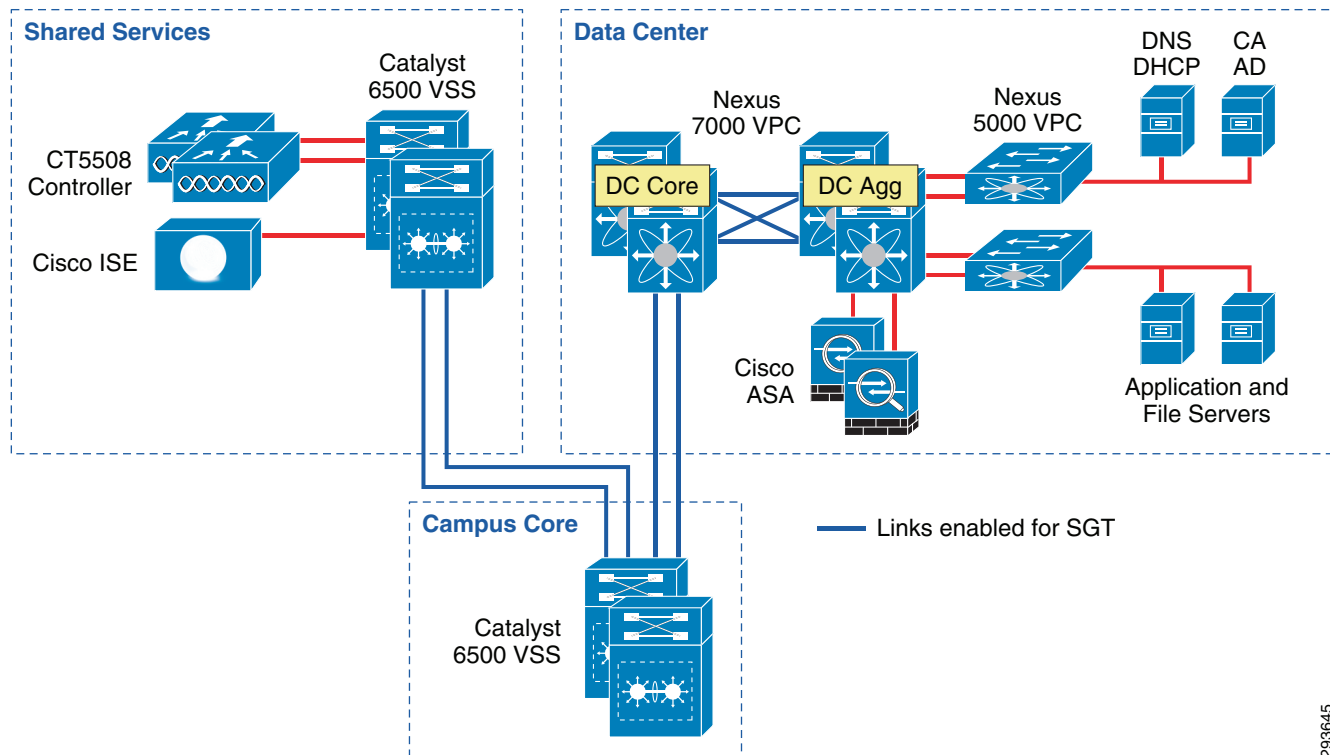 Shared Services
Catalyst
6500 VSS
CT5508
Controller
Cisco ISE
Data Center
DNS
DHCP
CA
AD
Nexus
7000 VPC
Nexus
5000 VPC
DC Core
DC Agg
Cisco
ASA
Application and
File Servers
Campus Core
Links enabled for SGT
Catalyst
6500 VSS
293645